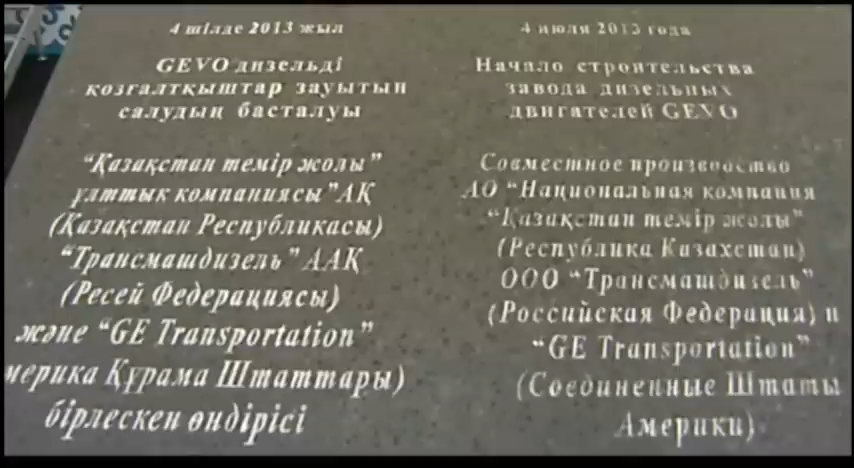 4 шілде 2013 жыл
GEVO дизельді
қозғалтқыштар зауытын
салудың басталуы
"Қазақстан темір жолы"
ұлттық компаниясы" АҚ
(Қазақстан Республикасы)
"Трансмашдизель" ААҚ
(Ресей Федерациясы)
және "GE Transportation"
мерика Құрама Штаттары)
бірлескен өндірісі
4 июля 2013 года
Начало строительства
завода дизельных
двигателей GEVO
Совместное производство
АО "Национальная компания
"Қазақстан темір жолы"
(Республика Казахстан)
ООО "Трансмашдизель"
(Российская Федерация) и
"GE Transportation"
(Соединенные Штаты
Америки)